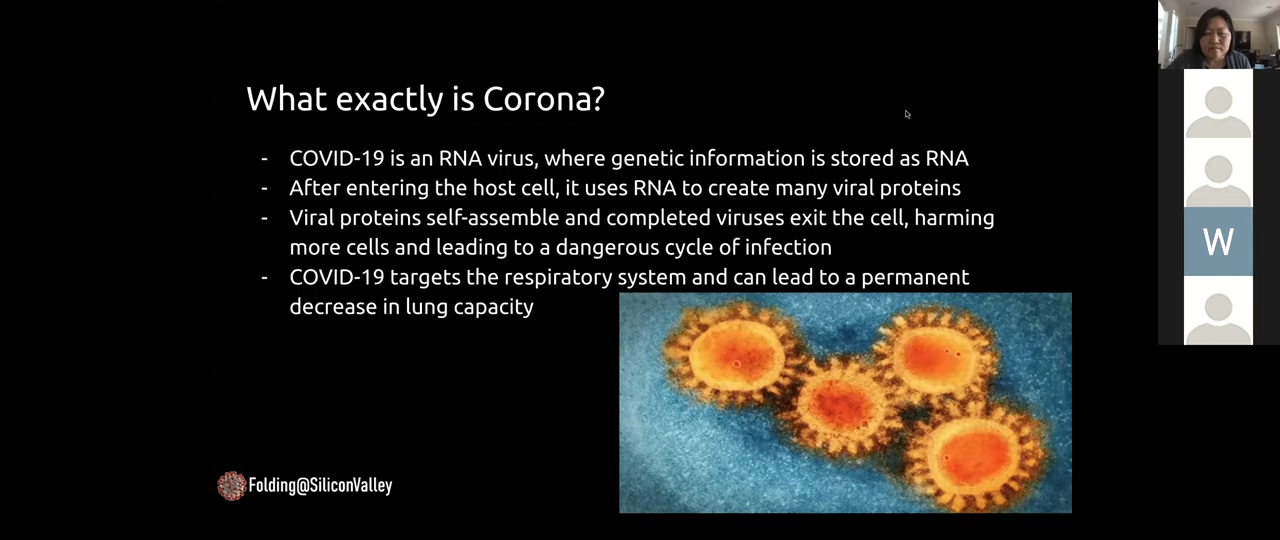 What exactly is Corona?
- COVID-19 is an RNA virus, where genetic information is stored as RNA
- After entering the host cell, it uses RNA to create many viral proteins
- Viral proteins self-assemble and completed viruses exit the cell, harming
more cells and leading to a dangerous cycle of infection
- COVID-19 targets the respiratory system and can lead to a permanent
decrease in lung capacity
Folding@SiliconValley
W